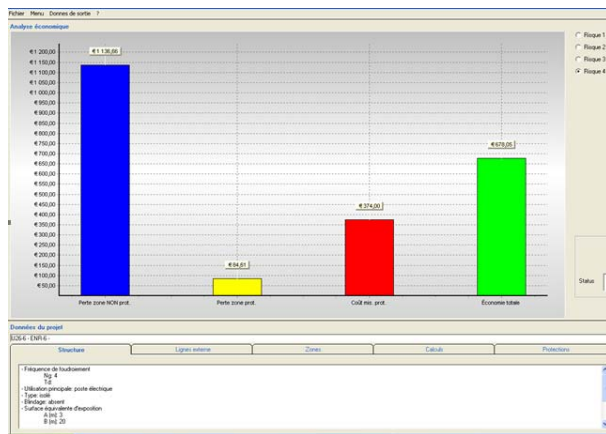 Fichier Menu Donnes de sortie ?
Analyse économique
€1 200,00
€1 150,00
€1 100,00
€1 050,00
€1 000,00
€950,00
€900,00
€850,00
€800,00
€750,00
€700,00
€650,00
€600,00
€550,00
€500,00
€450,00
€400,00
€350,00
€300,00
€250,00
€200,00
€150,00
€100,00
€50,00
€1 138,66
€84,61
€374,00
€678,05
Perte zone NON prot.
Perte zone prot.
Coût mis. prot.
Économie totale
Risque 1
Risque 2
Risque 3
Risque 4
Status
Données du projet
Structure
Lignes externe
Zones
Calculs
Protections
- Fréquence de foudroiement
Ng: 4
Td:
- Utilisation principale: poste électrique
- Type: isolé
- Blindage: absent
- Surface équivalente d'exposition
A (m): 3
B (m): 20